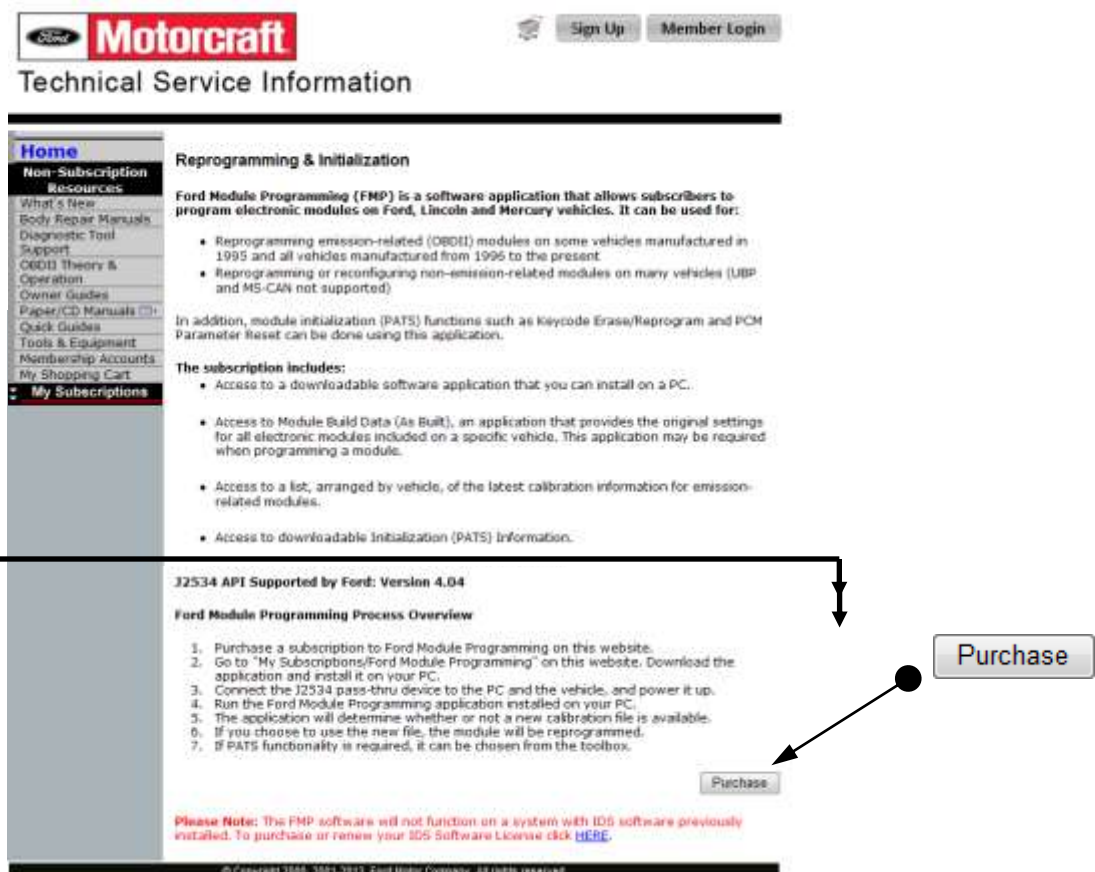 Ford Motorcraft
Sign Up
Member Login
Technical Service Information
Home
Non-Subscription
Resources
What's New
Body Repair Manuals
Diagnostic Tool
Support
OBDII Theory &
Operation
Owner Guides
Paper/CD Manuals
Quick Guides
Tools & Equipment
Membership Accounts
My Shopping Cart
My Subscriptions
Reprogramming & Initialization
Ford Module Programming (FMP) is a software application that allows subscribers to
program electronic modules on Ford, Lincoln and Mercury vehicles. It can be used for:
• Reprogramming emission-related (OBDII) modules on some vehicles manufactured in
1995 and all vehicles manufactured from 1996 to the present
• Reprogramming or reconfiguring non-emission-related modules on many vehicles (UBP
and MS-CAN not supported)
In addition, module initialization (PATS) functions such as Keycode Erase/Reprogram and PCM
Parameter Reset can be done using this application.
The subscription includes:
• Access to a downloadable software application that you can install on a PC.
• Access to Module Build Data (As Built), an application that provides the original settings
for all electronic modules included on a specific vehicle. This application may be required
when programming a module.
• Access to a list, arranged by vehicle, of the latest calibration information for emission-
related modules.
• Access to downloadable Initialization (PATS) Information.
J2534 API Supported by Ford: Version 4.04
Ford Module Programming Process Overview
1. Purchase a subscription to Ford Module Programming on this website.
2. Go to "My Subscriptions/Ford Module Programming" on this website. Download the
application and install it on your PC.
3. Connect the J2534 pass-thru device to the PC and the vehicle, and power it up.
4. Run the Ford Module Programming application installed on your PC.
5. The application will determine whether or not a new calibration file is available.
6. If you choose to use the new file, the module will be reprogrammed.
7. If PATS functionality is required, it can be chosen from the toolbox.
Purchase
Purchase
Please Note: The FMP software will not function on a system with IDS software previously
installed. To purchase or renew your IDS Software License click HERE.
Ford Motor Company. All rights reserved.